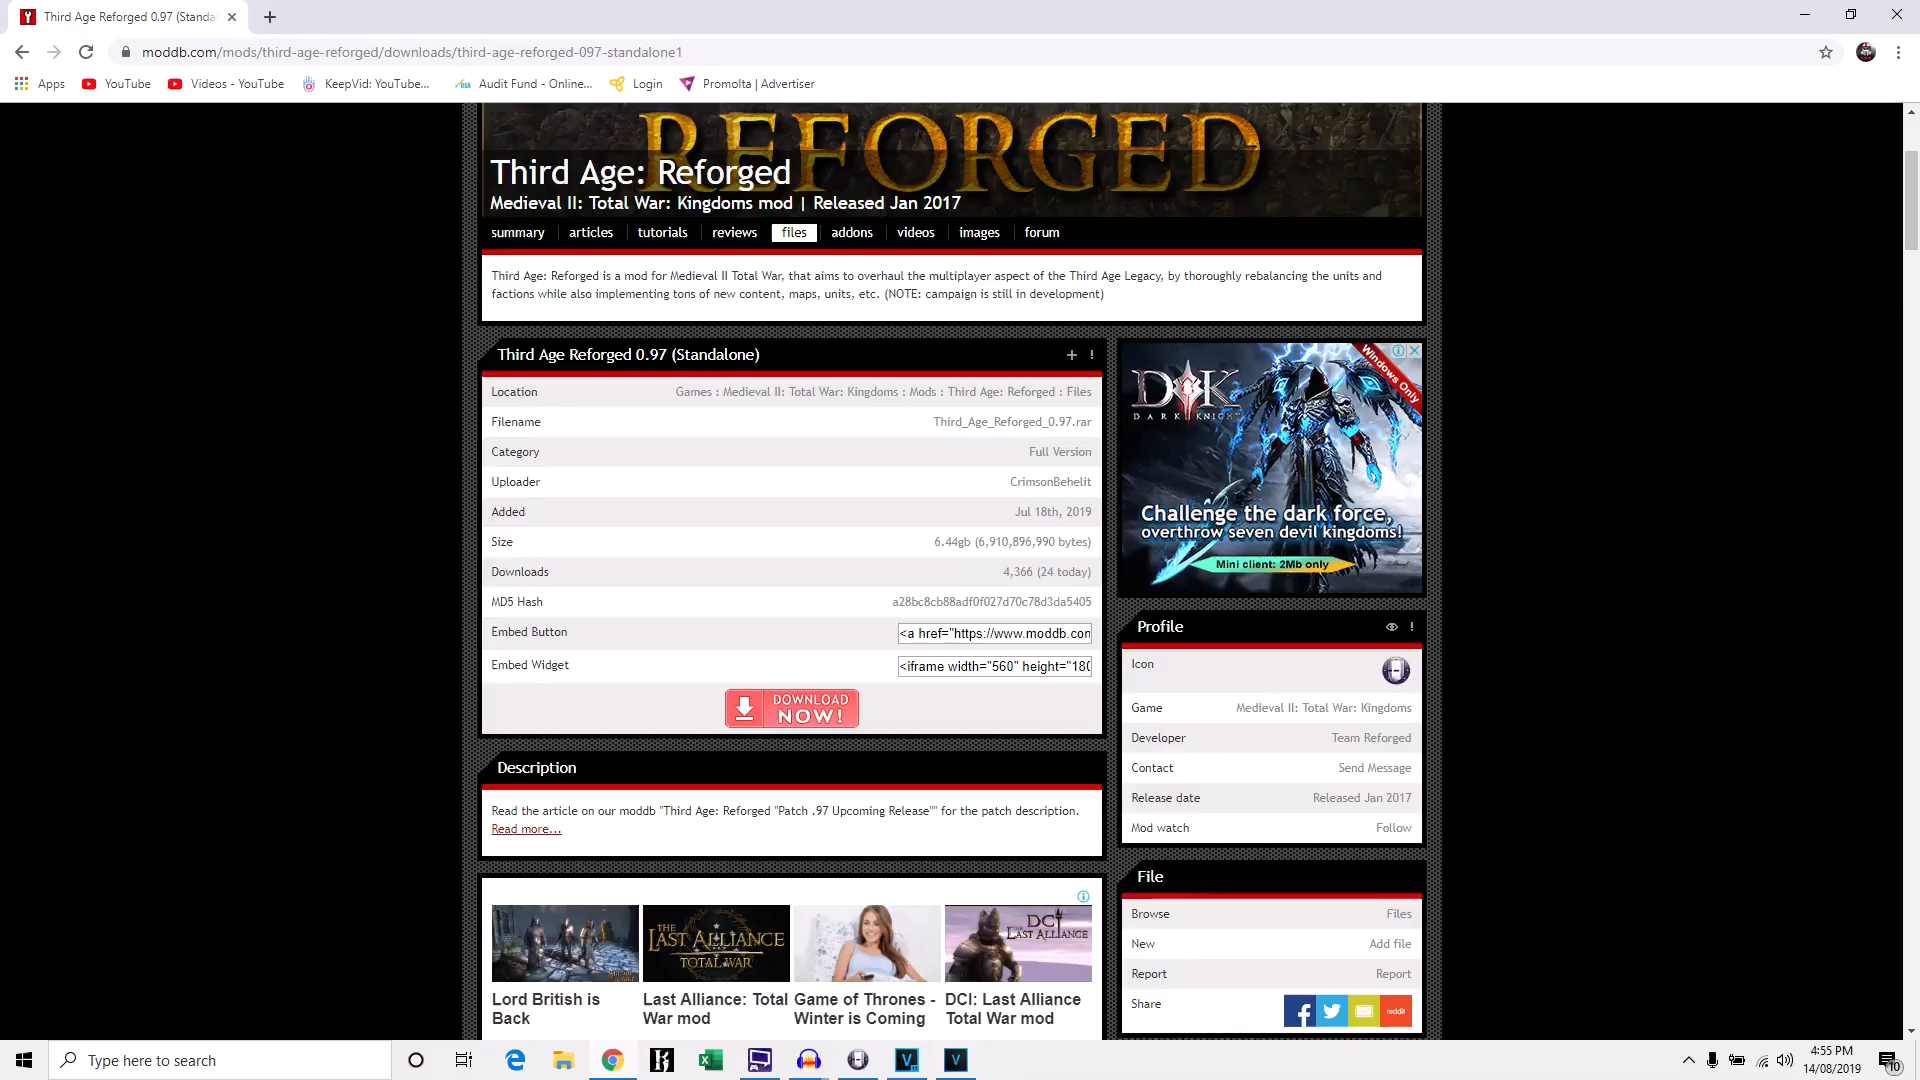 Third Age Reforged 0.97 (Standa
moddb.com/mods/third-age-reforged/downloads/third-age-reforged-097-standalone1
Apps
YouTube
Videos - YouTube
KeepVid: YouTube...
Audit Fund - Online...
Login
Promolta | Advertiser
REFORGED
Third Age: Reforged
Medieval II: Total War: Kingdoms mod | Released Jan 2017
summary articles tutorials reviews files addons videos images forum
Third Age: Reforged is a mod for Medieval II Total War, that aims to overhaul the multiplayer aspect of the Third Age Legacy, by thoroughly rebalancing the units and
factions while also implementing tons of new content, maps, units, etc. (NOTE: campaign is still in development)
Third Age Reforged 0.97 (Standalone)
Location Games : Medieval II: Total War: Kingdoms : Mods : Third Age: Reforged : Files
Filename Third_Age_Reforged_0.97.rar
Category Full Version
Uploader CrimsonBehelit
Added Jul 18th, 2019
Size 6.44gb (6,910,896,990 bytes)
Downloads 4,366 (24 today)
MD5 Hash a28bc8cb88adf0f027d70c78d3da5405
Embed Button <a href="https://www.moddb.con
Embed Widget <iframe width="560" height="180
DOWNLOAD
NOW!
Description
Read the article on our moddb "Third Age: Reforged "Patch .97 Upcoming Release"" for the patch description.
Read more...
Lord British is
Back
Last Alliance: Total
War mod
Game of Thrones -
Winter is Coming
DCI: Last Alliance
Total War mod
THE
LAST ALLIANCE
TOTAL WAR
DCI
LAST ALLIANCE
Windows Only
DARK KNIGHT
Challenge the dark force,
overthrow seven devil kingdoms!
Mini client: 2Mb only
Profile
Icon
Game Medieval II: Total War: Kingdoms
Developer Team Reforged
Contact Send Message
Release date Released Jan 2017
Mod watch Follow
File
Browse Files
New Add file
Report Report
Share
reddit
Type here to search
4:55 PM
14/08/2019
10